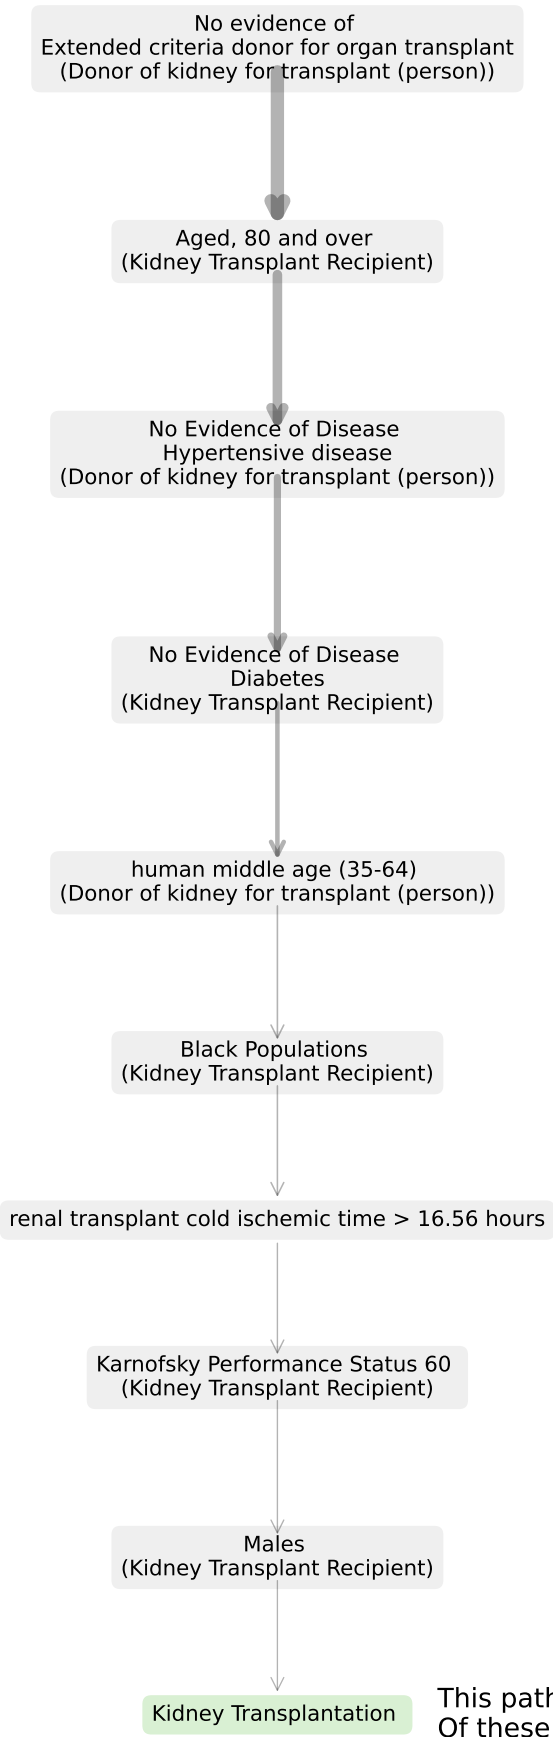 No evidence of
Extended criteria donor for organ transplant
(Donor of kidney for transplant (person))
Aged, 80 and over
(Kidney Transplant Recipient)
No Evidence of Disease
Hypertensive disease
(Donor of kidney for transplant (person))
No Evidence of Disease
Diabetes
(Kidney Transplant Recipient)
human middle age (35-64)
(Donor of kidney for transplant (person))
Black Populations
(Kidney Transplant Recipient)
renal transplant cold ischemic time > 16.56 hours
Karnofsky Performance Status 60
(Kidney Transplant Recipient)
Males
(Kidney Transplant Recipient)
Kidney Transplantation
This path
Of these